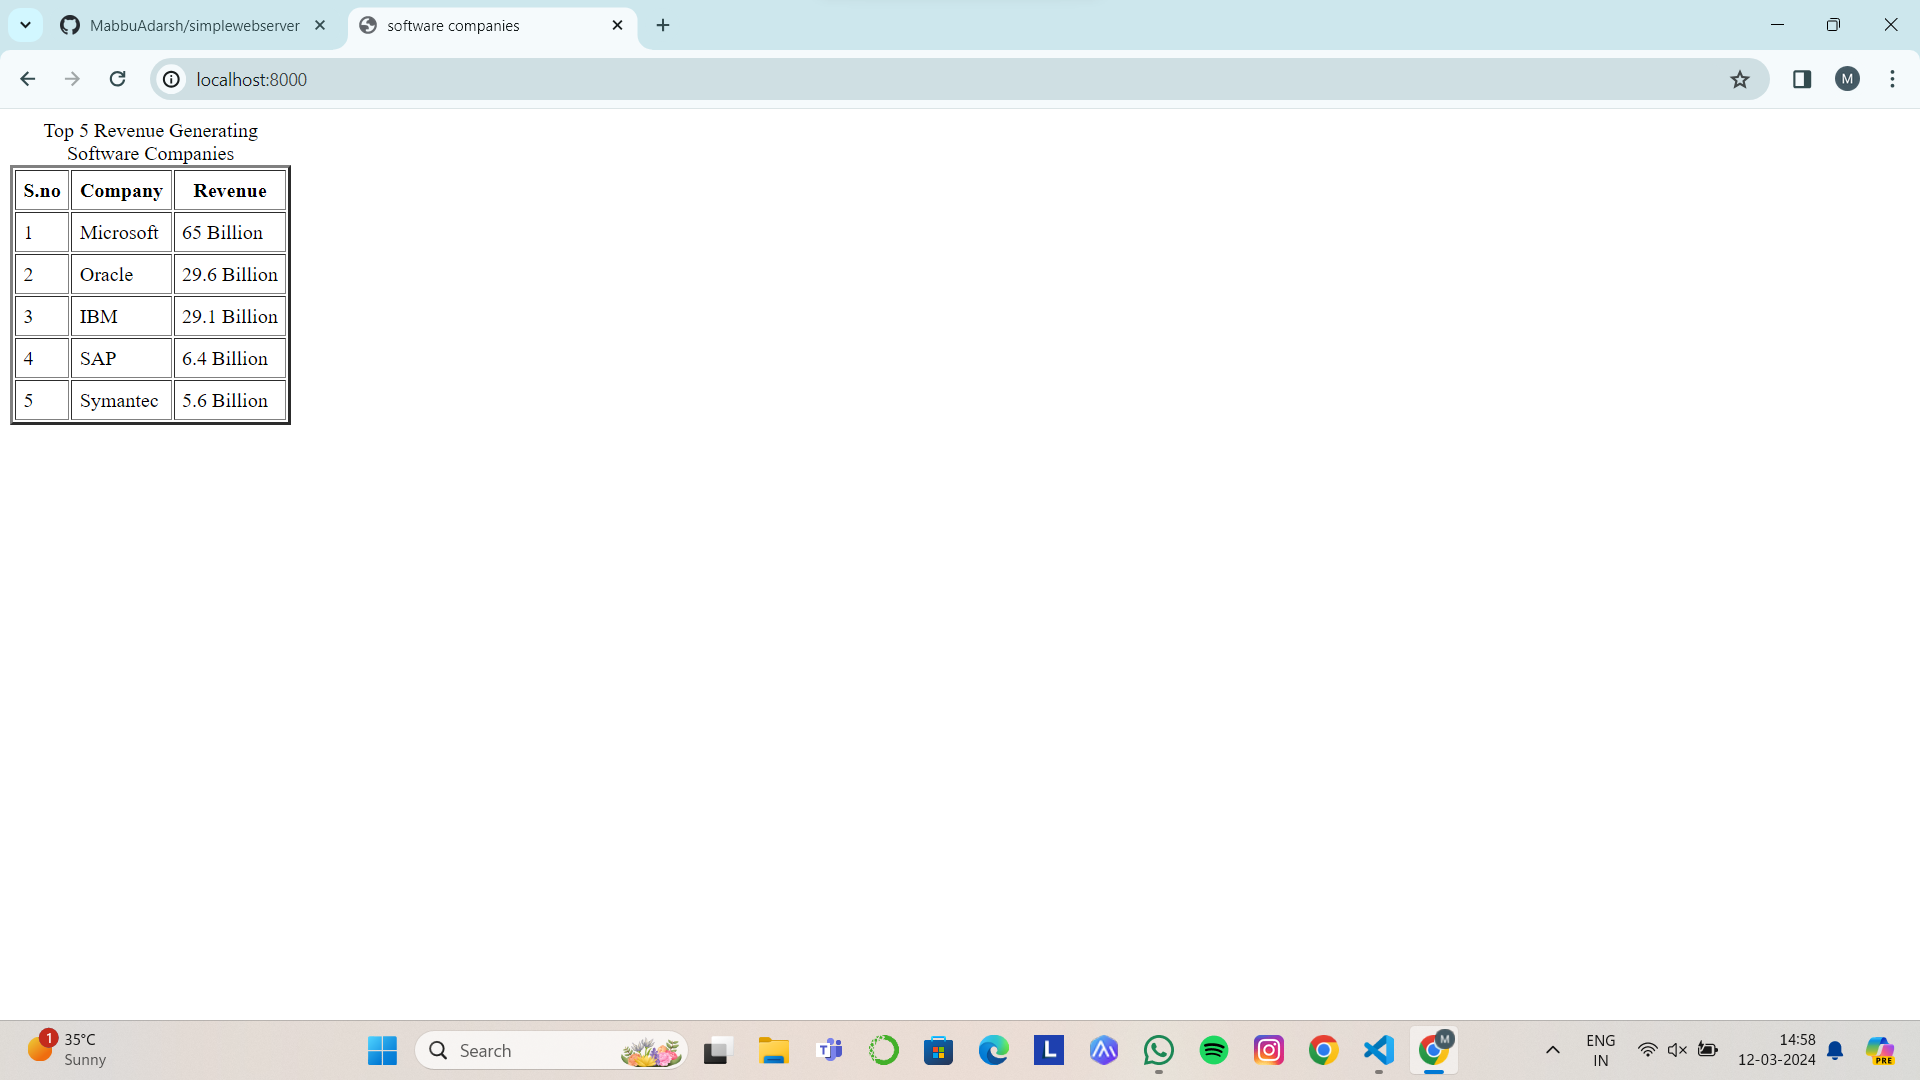 MabbuAdarsh/simplewebserver
software companies
localhost:8000
M
Top 5 Revenue Generating
Software Companies
S.no Company Revenue
1 Microsoft 65 Billion
2 Oracle 29.6 Billion
3 IBM 29.1 Billion
4 SAP 6.4 Billion
5 Symantec 5.6 Billion
1 35°C
Sunny
Search
T
L
M
ENG
IN
14:58
12-03-2024
PRE